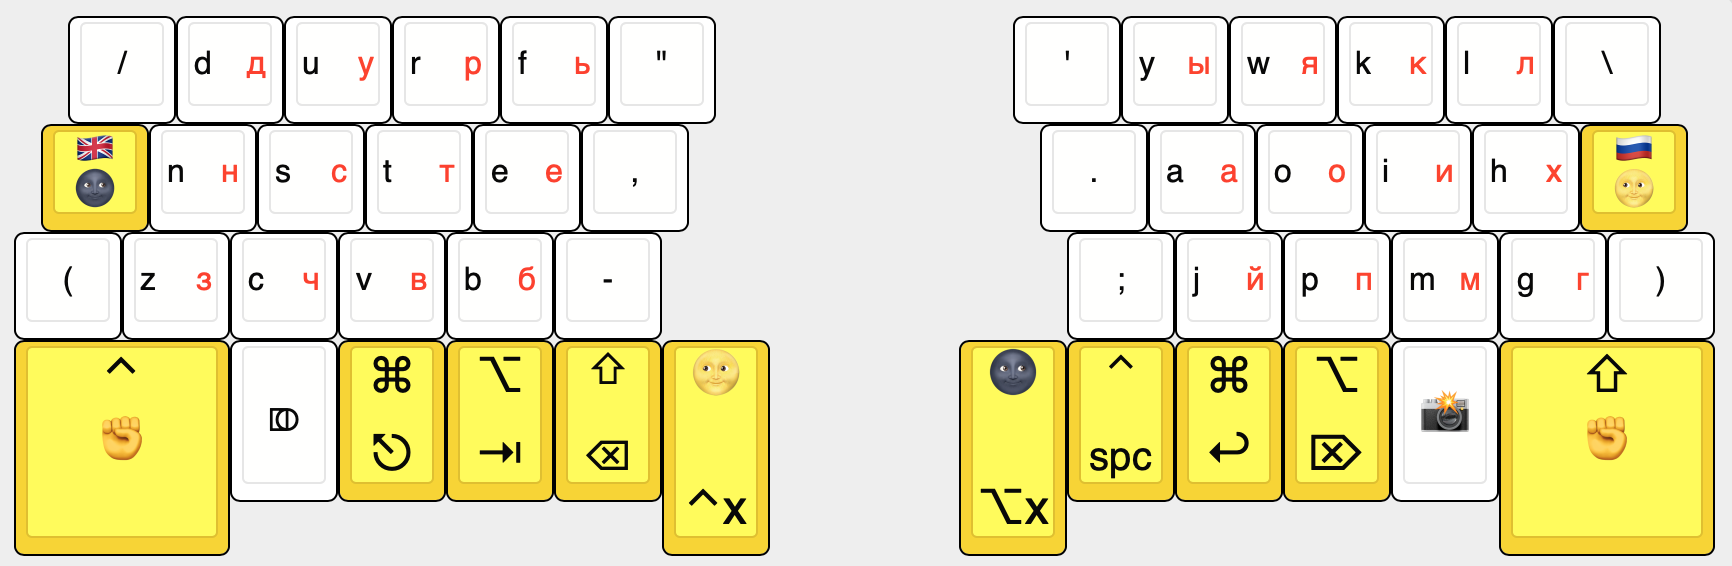 / d д u у r р f ь " ' y ы w я k к l л \
n н s с t т e е , . a а o о i и h х
( z з c ч v в b б - ; j й p п m м g г )
^ ⌘ ⌥ ⇧ ^ ⌘ ⌥ ⇧
⎋ ⇥ ⌫ spc ↩ ⌦
^x ⌥x